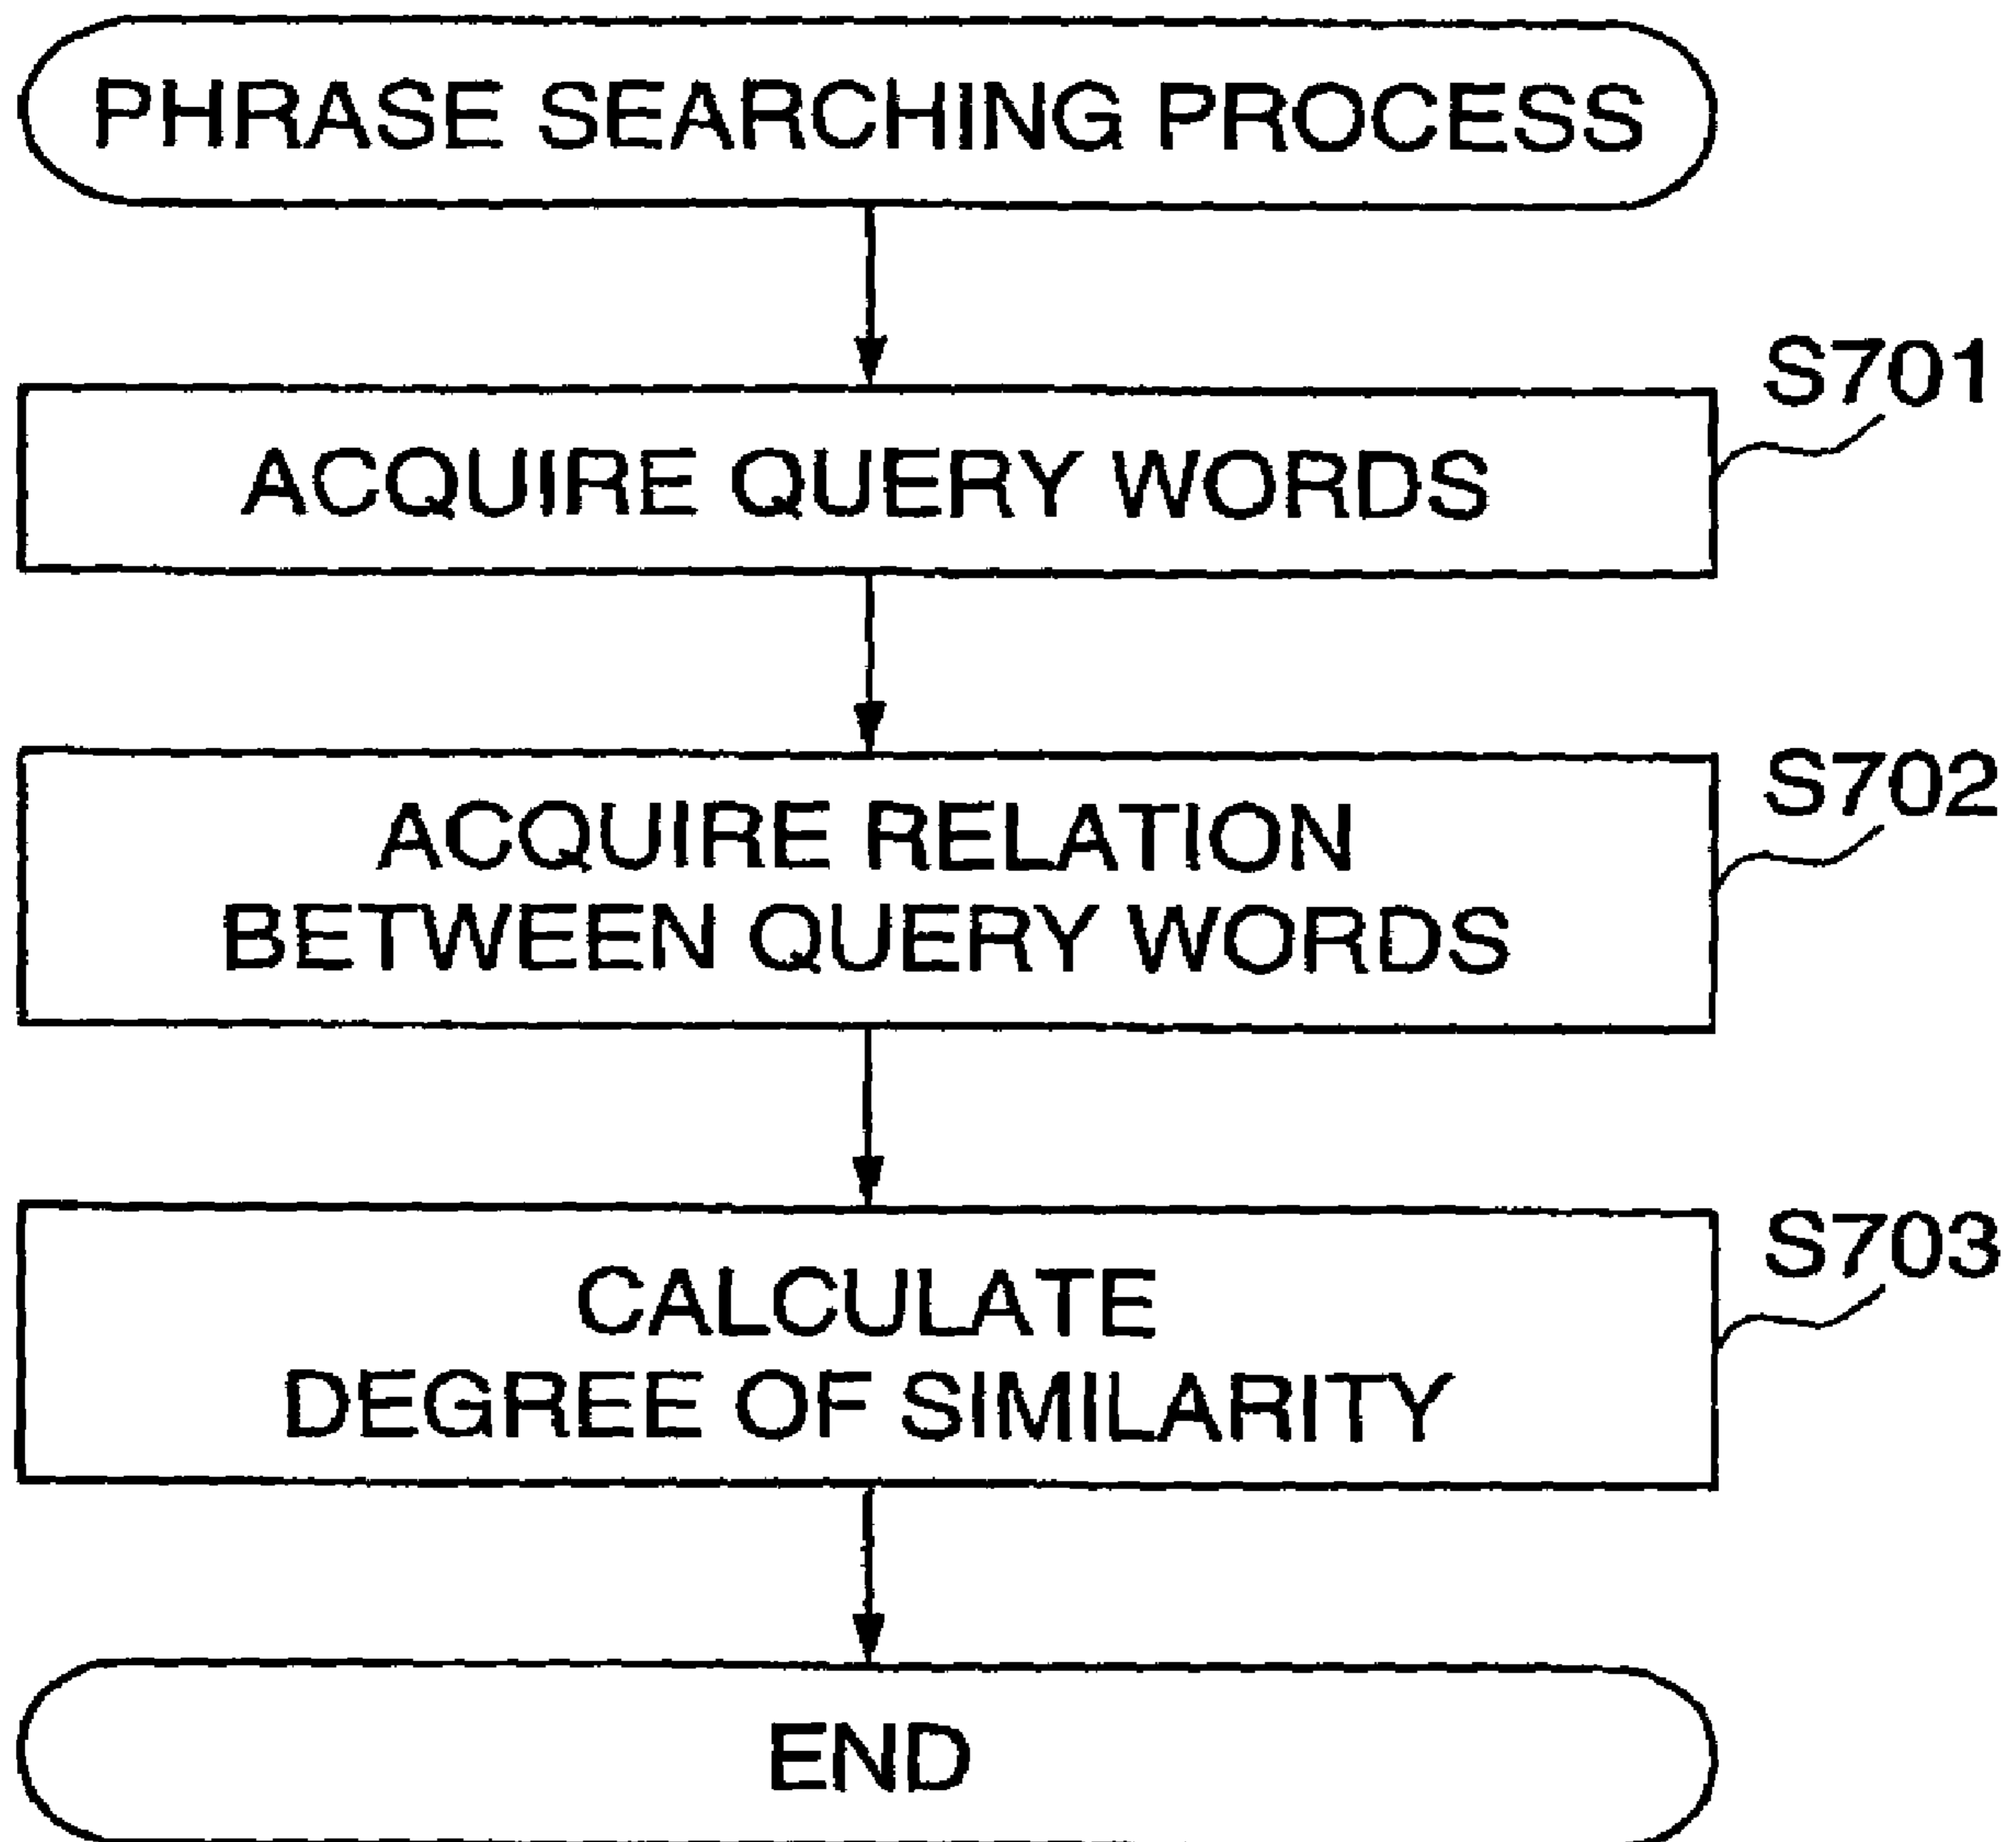 PHRASE SEARCHING PROCESS
S701
ACQUIRE QUERY WORDS
S702
ACQUIRE RELATION
BETWEEN QUERY WORDS
S703
CALCULATE
DEGREE OF SIMILARITY
END